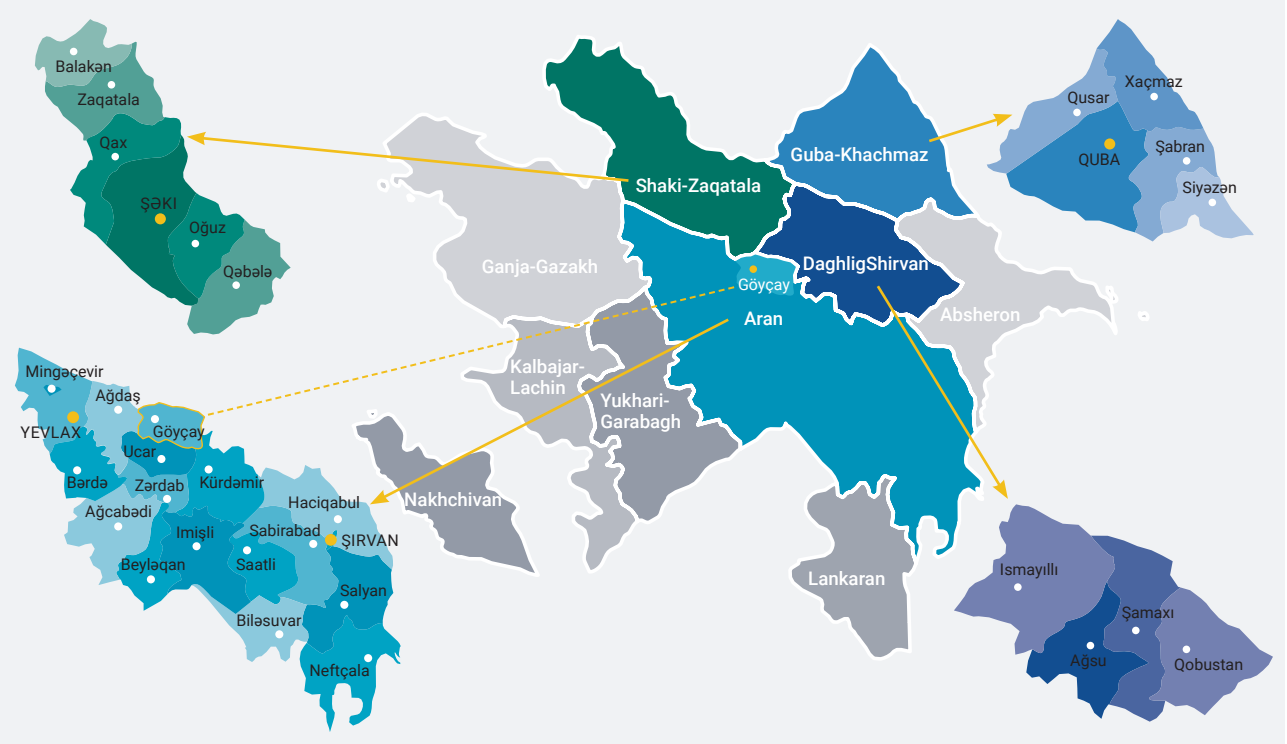 Balakən
Zaqatala
Qax
ŞƏKI
Oğuz
Qəbələ
Shaki-Zaqatala
Guba-Khachmaz
Ganja-Gazakh
DaghligShirvan
Göyçay
Aran
Absheron
Kalbajar-
Lachin
Yukhari-
Garabagh
Nakhchivan
Lankaran
Xaçmaz
Qusar
QUBA
Şabran
Siyəzən
Mingəçevir
Ağdaş
YEVLAX
Göyçay
Ucar
Bərdə
Zərdab
Kürdəmir
Ağcabədi
Haciqabul
Imişli
Sabirabad
ŞIRVAN
Beyləqan
Saatli
Salyan
Biləsuvar
Neftçala
Ismayıllı
Şamaxı
Ağsu
Qobustan